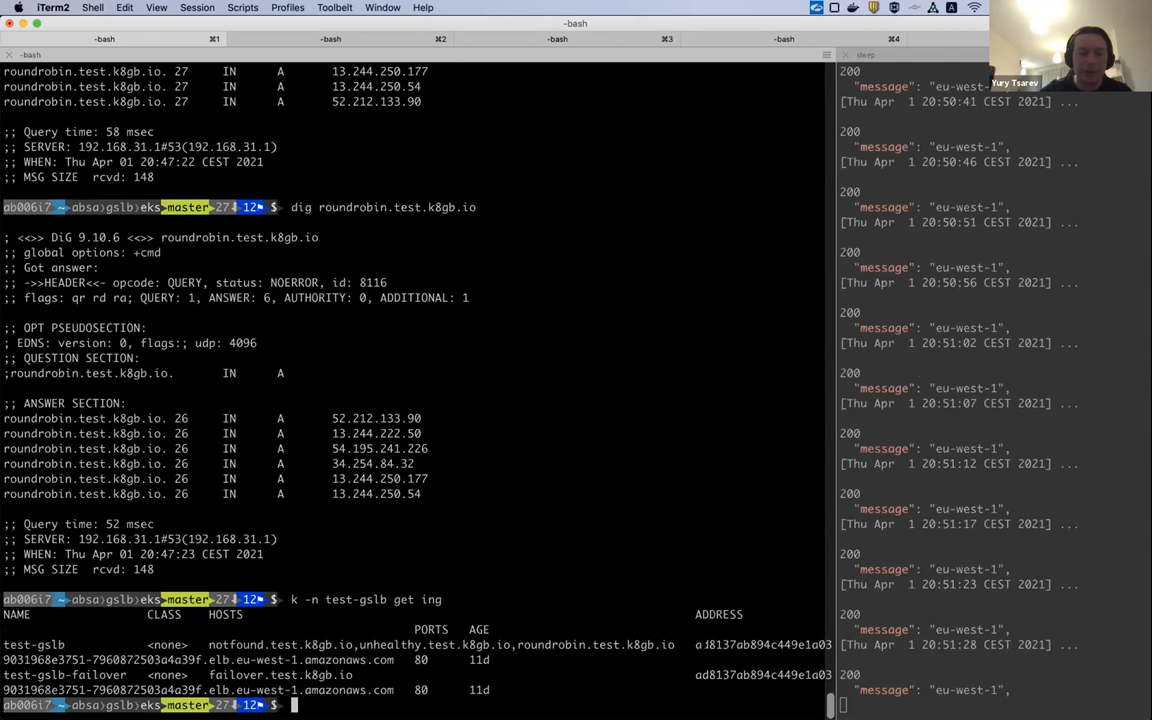 iTerm2 Shell Edit View Session Scripts Profiles Toolbelt Window Help
-bash
-bash ⌘1 -bash ⌘2 -bash ⌘3 -bash ⌘4
-bash
roundrobin.test.k8gb.io. 27 IN A 13.244.250.177
roundrobin.test.k8gb.io. 27 IN A 13.244.250.54
roundrobin.test.k8gb.io. 27 IN A 52.212.133.90
;; Query time: 58 msec
;; SERVER: 192.168.31.1#53(192.168.31.1)
;; WHEN: Thu Apr 01 20:47:22 CEST 2021
;; MSG SIZE rcvd: 148
ab006i7 ~ absa gslb eks master 27⬇ 12⚑ $ dig roundrobin.test.k8gb.io
; <<>> DiG 9.10.6 <<>> roundrobin.test.k8gb.io
;; global options: +cmd
;; Got answer:
;; ->>HEADER<<- opcode: QUERY, status: NOERROR, id: 8116
;; flags: qr rd ra; QUERY: 1, ANSWER: 6, AUTHORITY: 0, ADDITIONAL: 1
;; OPT PSEUDOSECTION:
; EDNS: version: 0, flags:; udp: 4096
;; QUESTION SECTION:
;roundrobin.test.k8gb.io. IN A
;; ANSWER SECTION:
roundrobin.test.k8gb.io. 26 IN A 52.212.133.90
roundrobin.test.k8gb.io. 26 IN A 13.244.222.50
roundrobin.test.k8gb.io. 26 IN A 54.195.241.226
roundrobin.test.k8gb.io. 26 IN A 34.254.84.32
roundrobin.test.k8gb.io. 26 IN A 13.244.250.177
roundrobin.test.k8gb.io. 26 IN A 13.244.250.54
;; Query time: 52 msec
;; SERVER: 192.168.31.1#53(192.168.31.1)
;; WHEN: Thu Apr 01 20:47:23 CEST 2021
;; MSG SIZE rcvd: 148
ab006i7 ~ absa gslb eks master 27⬇ 12⚑ $ k -n test-gslb get ing
NAME CLASS HOSTS ADDRESS
PORTS AGE
test-gslb <none> notfound.test.k8gb.io,unhealthy.test.k8gb.io,roundrobin.test.k8gb.io ad8137ab894c449e1a03
9031968e3751-7960872503a4a39f.elb.eu-west-1.amazonaws.com 80 11d
test-gslb-failover <none> failover.test.k8gb.io ad8137ab894c449e1a03
9031968e3751-7960872503a4a39f.elb.eu-west-1.amazonaws.com 80 11d
ab006i7 ~ absa gslb eks master 27⬇ 12⚑ $
sleep
Yury Tsarev
200
"message": "eu-west-
[Thu Apr 1 20:50:41 CEST 2021] ...
200
"message": "eu-west-1",
[Thu Apr 1 20:50:46 CEST 2021] ...
200
"message": "eu-west-1",
[Thu Apr 1 20:50:51 CEST 2021] ...
200
"message": "eu-west-1",
[Thu Apr 1 20:50:56 CEST 2021] ...
200
"message": "eu-west-1",
[Thu Apr 1 20:51:02 CEST 2021] ...
200
"message": "eu-west-1",
[Thu Apr 1 20:51:07 CEST 2021] ...
200
"message": "eu-west-1",
[Thu Apr 1 20:51:12 CEST 2021] ...
200
"message": "eu-west-1",
[Thu Apr 1 20:51:17 CEST 2021] ...
200
"message": "eu-west-1",
[Thu Apr 1 20:51:23 CEST 2021] ...
200
"message": "eu-west-1",
[Thu Apr 1 20:51:28 CEST 2021] ...
200
"message": "eu-west-1",